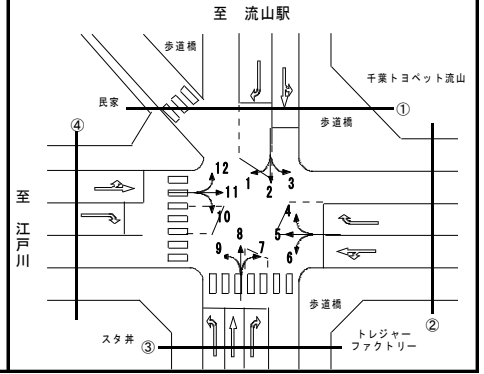 至 流山駅
歩道橋
千葉トヨペット流山
民家
①
歩道橋
④
12
11
10
1
2
3
4
5
6
7
8
9
至 江戸川
歩道橋
②
スタ丼
③
トレジャー
ファクトリー